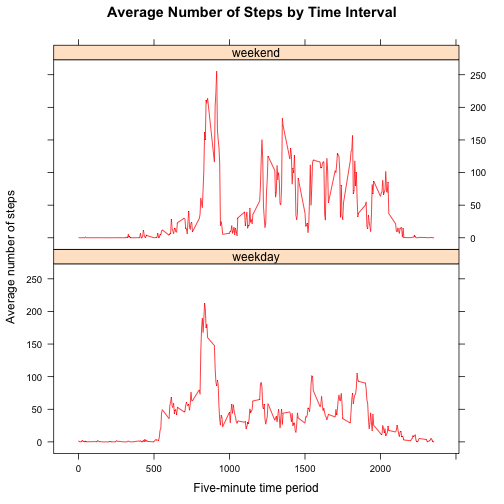 Average Number of Steps by Time Interval
weekend
250
200
150
100
50
0
weekday
250
200
150
100
50
0
Average number of steps
0 500 1000 1500 2000
Five-minute time period